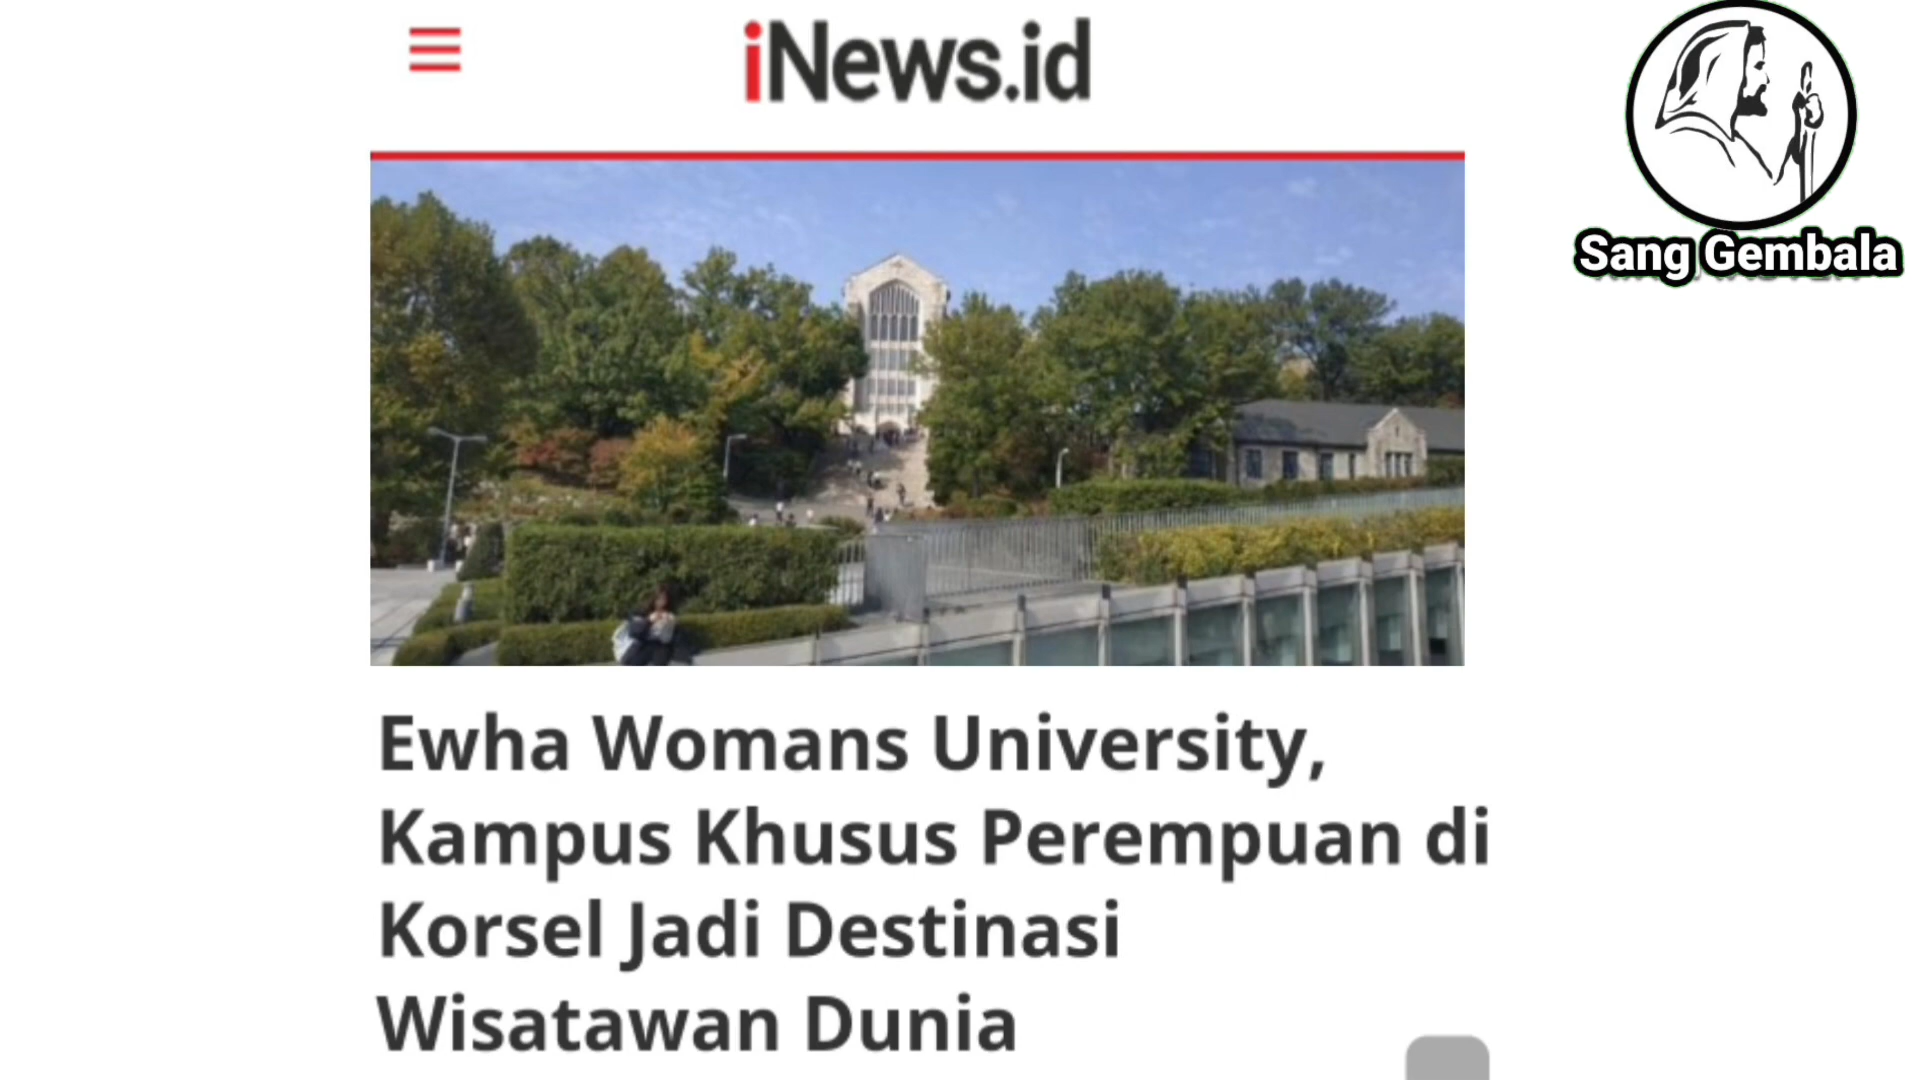 iNews.id
Sang Gembala
Ewha Womans University,
Kampus Khusus Perempuan di
Korsel Jadi Destinasi
Wisatawan Dunia